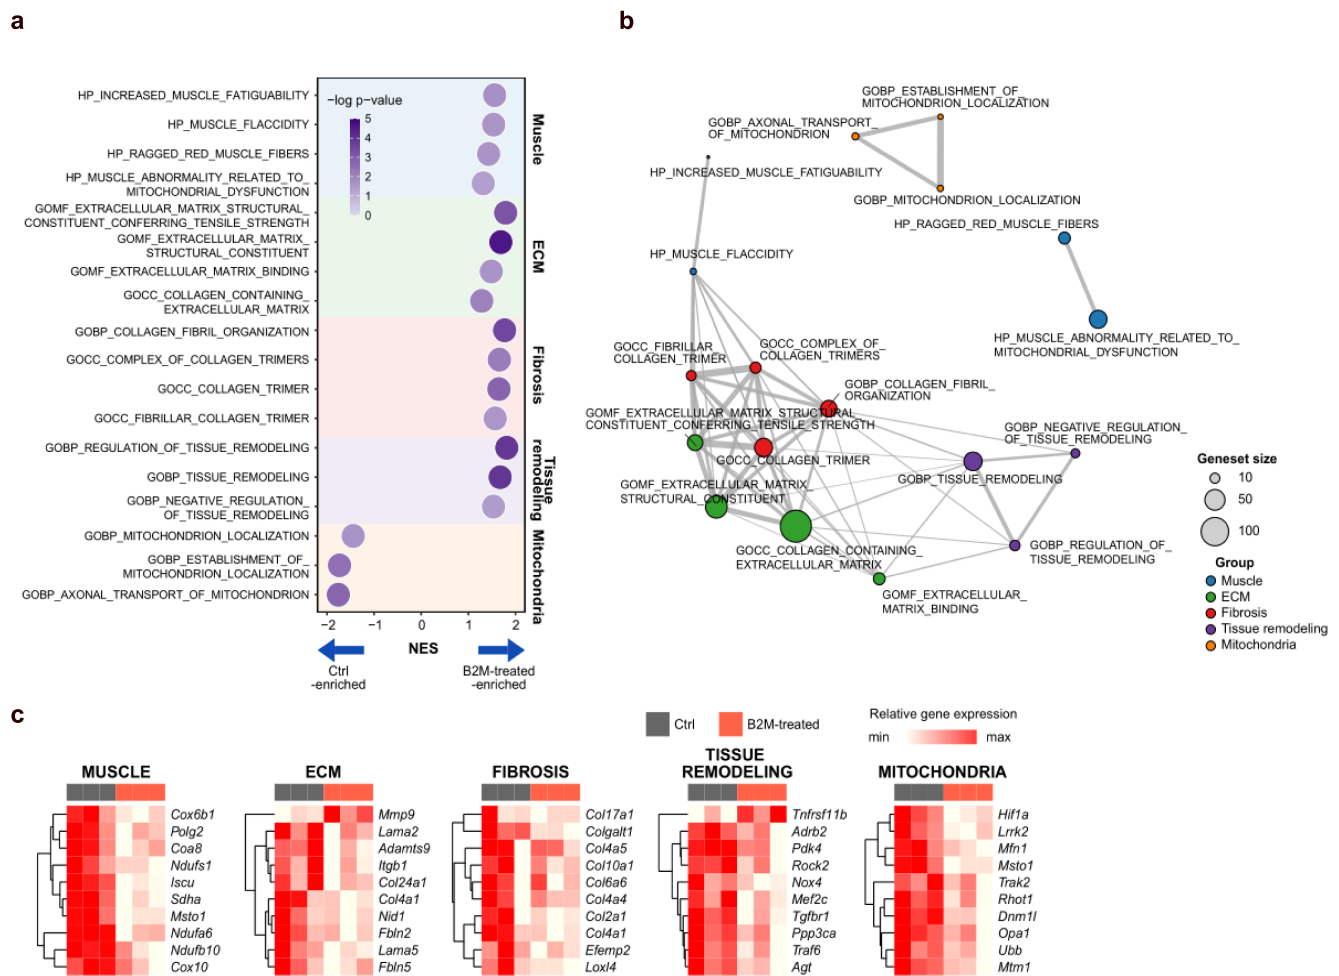 a
HP_INCREASED_MUSCLE_FATIGUABILITY
HP_MUSCLE_FLACCIDITY
HP_RAGGED_RED_MUSCLE_FIBERS
HP_MUSCLE_ABNORMALITY_RELATED_TO_
MITOCHONDRIAL_DYSFUNCTION
GOMF_EXTRACELLULAR_MATRIX_STRUCTURAL_
CONSTITUENT_CONFERRING_TENSILE_STRENGTH
GOMF_EXTRACELLULAR_MATRIX_
STRUCTURAL_CONSTITUENT
GOMF_EXTRACELLULAR_MATRIX_BINDING
GOCC_COLLAGEN_CONTAINING_
EXTRACELLULAR_MATRIX
GOBP_COLLAGEN_FIBRIL_ORGANIZATION
GOCC_COMPLEX_OF_COLLAGEN_TRIMERS
GOCC_COLLAGEN_TRIMER
GOCC_FIBRILLAR_COLLAGEN_TRIMER
GOBP_REGULATION_OF_TISSUE_REMODELING
GOBP_TISSUE_REMODELING
GOBP_NEGATIVE_REGULATION_
OF_TISSUE_REMODELING
GOBP_MITOCHONDRION_LOCALIZATION
GOBP_ESTABLISHMENT_OF_
MITOCHONDRION_LOCALIZATION
GOBP_AXONAL_TRANSPORT_OF_MITOCHONDRION
−log p−value
5
4
3
2
1
0
Muscle
ECM
Fibrosis
Tissue
remodeling
Mitochondria
−2 −1 0 1 2
NES
Ctrl
-enriched
B2M-treated
-enriched
b
GOBP_ESTABLISHMENT_OF_
MITOCHONDRION_LOCALIZATION
GOBP_AXONAL_TRANSPORT_
OF_MITOCHONDRION
HP_INCREASED_MUSCLE_FATIGUABILITY
GOBP_MITOCHONDRION_LOCALIZATION
HP_RAGGED_RED_MUSCLE_FIBERS
HP_MUSCLE_FLACCIDITY
HP_MUSCLE_ABNORMALITY_RELATED_TO_
MITOCHONDRIAL_DYSFUNCTION
GOCC_FIBRILLAR_
COLLAGEN_TRIMER
GOCC_COMPLEX_OF_
COLLAGEN_TRIMERS
GOBP_COLLAGEN_FIBRIL_
ORGANIZATION
GOMF_EXTRACELLULAR_MATRIX_STRUCTURAL_
CONSTITUENT_CONFERRING_TENSILE_STRENGTH
GOBP_NEGATIVE_REGULATION_
OF_TISSUE_REMODELING
GOCC_COLLAGEN_TRIMER
GOBP_TISSUE_REMODELING
GOMF_EXTRACELLULAR_MATRIX_
STRUCTURAL_CONSTITUENT
GOCC_COLLAGEN_CONTAINING_
EXTRACELLULAR_MATRIX
GOBP_REGULATION_OF_
TISSUE_REMODELING
GOMF_EXTRACELLULAR_
MATRIX_BINDING
Geneset size
10
50
100
Group
Muscle
ECM
Fibrosis
Tissue remodeling
Mitochondria
c
Ctrl
B2M-treated
Relative gene expression
min
max
MUSCLE
Cox6b1
Polg2
Coa8
Ndufs1
Iscu
Sdha
Msto1
Ndufa6
Ndufb10
Cox10
ECM
Mmp9
Lama2
Adamts9
Itgb1
Col24a1
Col4a1
Nid1
Fbln2
Lama5
Fbln5
FIBROSIS
Col17a1
Colgalt1
Col4a5
Col10a1
Col6a6
Col4a4
Col2a1
Col4a1
Efemp2
Loxl4
TISSUE
REMODELING
Tnfrsf11b
Adrb2
Pdk4
Rock2
Nox4
Mef2c
Tgfbr1
Ppp3ca
Traf6
Agt
MITOCHONDRIA
Hif1a
Lrrk2
Mfn1
Msto1
Trak2
Rhot1
Dnm1l
Opa1
Ubb
Mtm1